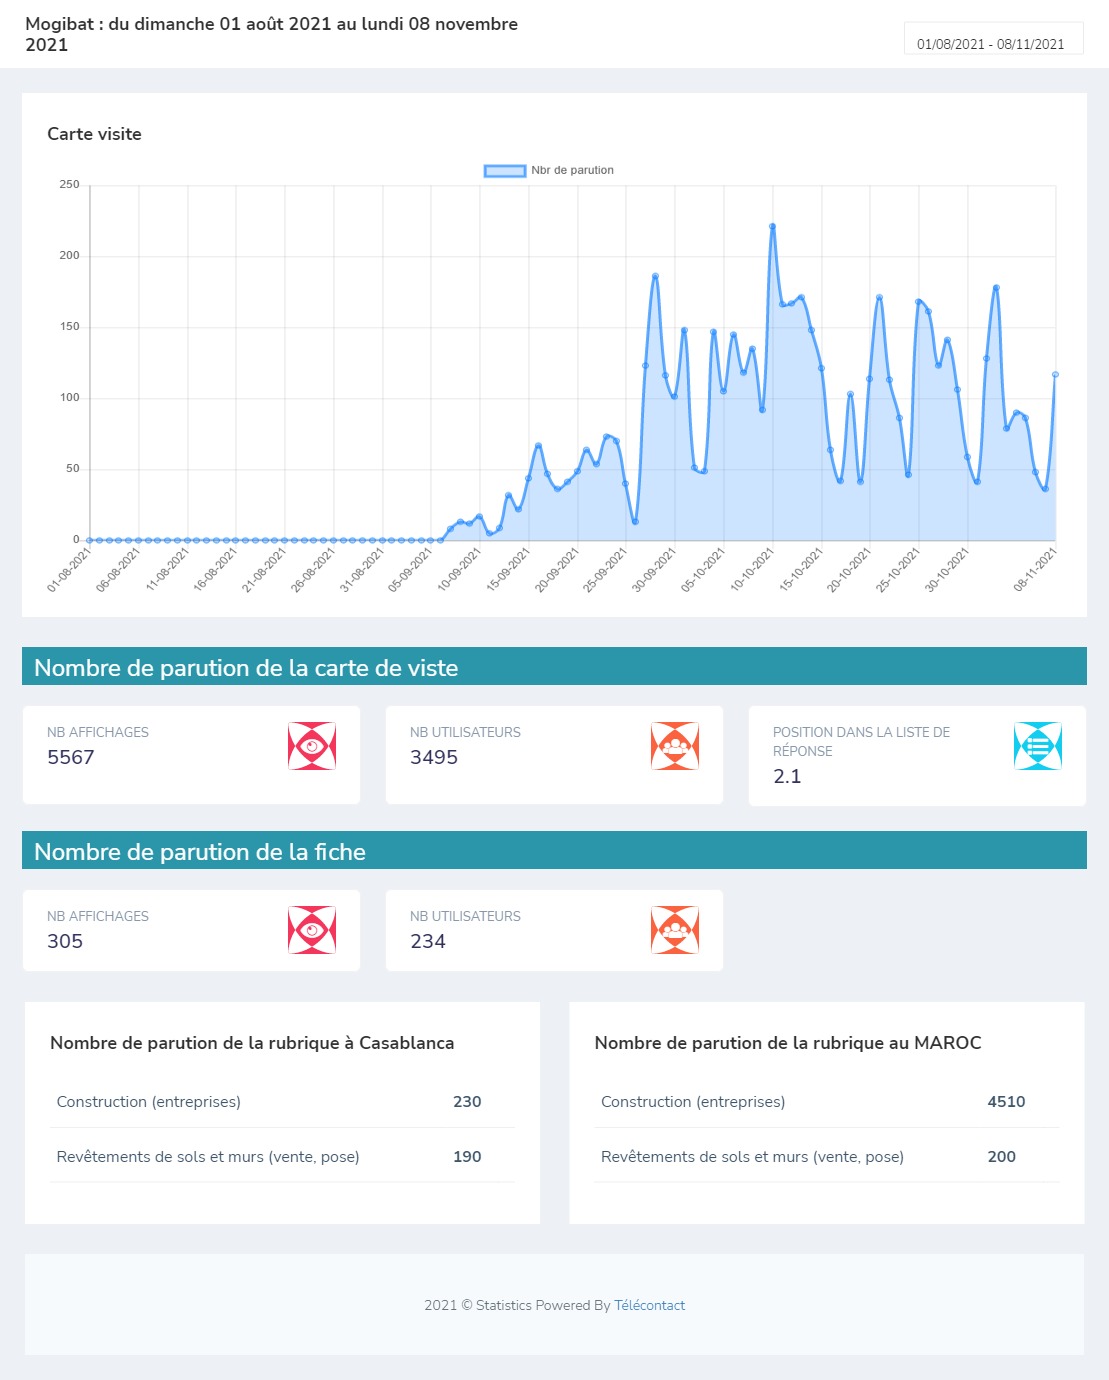 Mogibat : du dimanche 01 août 2021 au lundi 08 novembre
2021
01/08/2021 - 08/11/2021
Carte visite
Nbr de parution
250
200
150
100
50
0
01-08-2021
06-08-2021
11-08-2021
16-08-2021
21-08-2021
26-08-2021
31-08-2021
05-09-2021
10-09-2021
15-09-2021
20-09-2021
25-09-2021
30-09-2021
05-10-2021
10-10-2021
15-10-2021
20-10-2021
25-10-2021
30-10-2021
08-11-2021
Nombre de parution de la carte de viste
NB AFFICHAGES
5567
NB UTILISATEURS
3495
POSITION DANS LA LISTE DE
RÉPONSE
2.1
Nombre de parution de la fiche
NB AFFICHAGES
305
NB UTILISATEURS
234
Nombre de parution de la rubrique à Casablanca
Construction (entreprises) 230
Revêtements de sols et murs (vente, pose) 190
Nombre de parution de la rubrique au MAROC
Construction (entreprises) 4510
Revêtements de sols et murs (vente, pose) 200
2021 © Statistics Powered By Télécontact